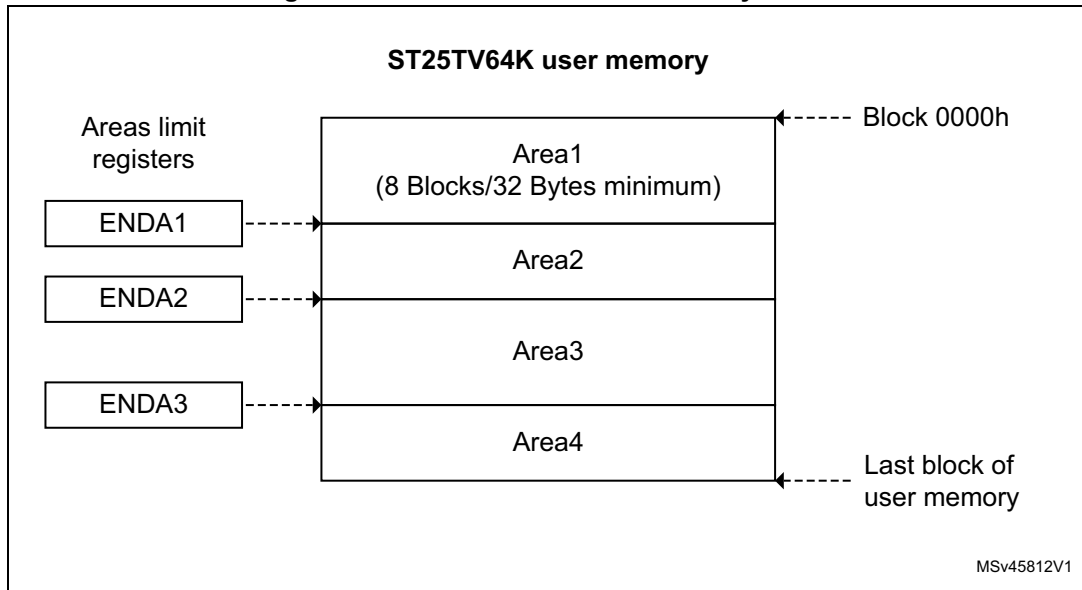 ST25TV64K user memory
Areas limit
registers
Block 0000h
Area1
(8 Blocks/32 Bytes minimum)
ENDA1
Area2
ENDA2
Area3
ENDA3
Area4
Last block of
user memory
MSv45812V1